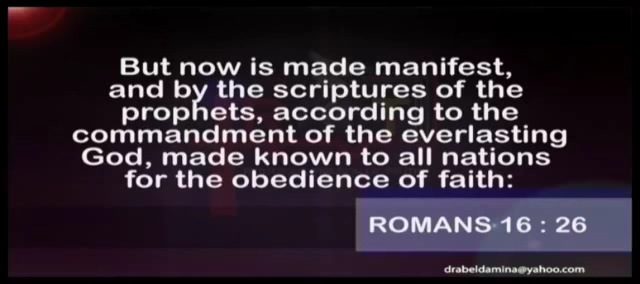 But now is made manifest,
and by the scriptures of the
prophets, according to the
commandment of the everlasting
God, made known to all nations
for the obedience of faith:
ROMANS 16 : 26
drabeldamina@yahoo.com